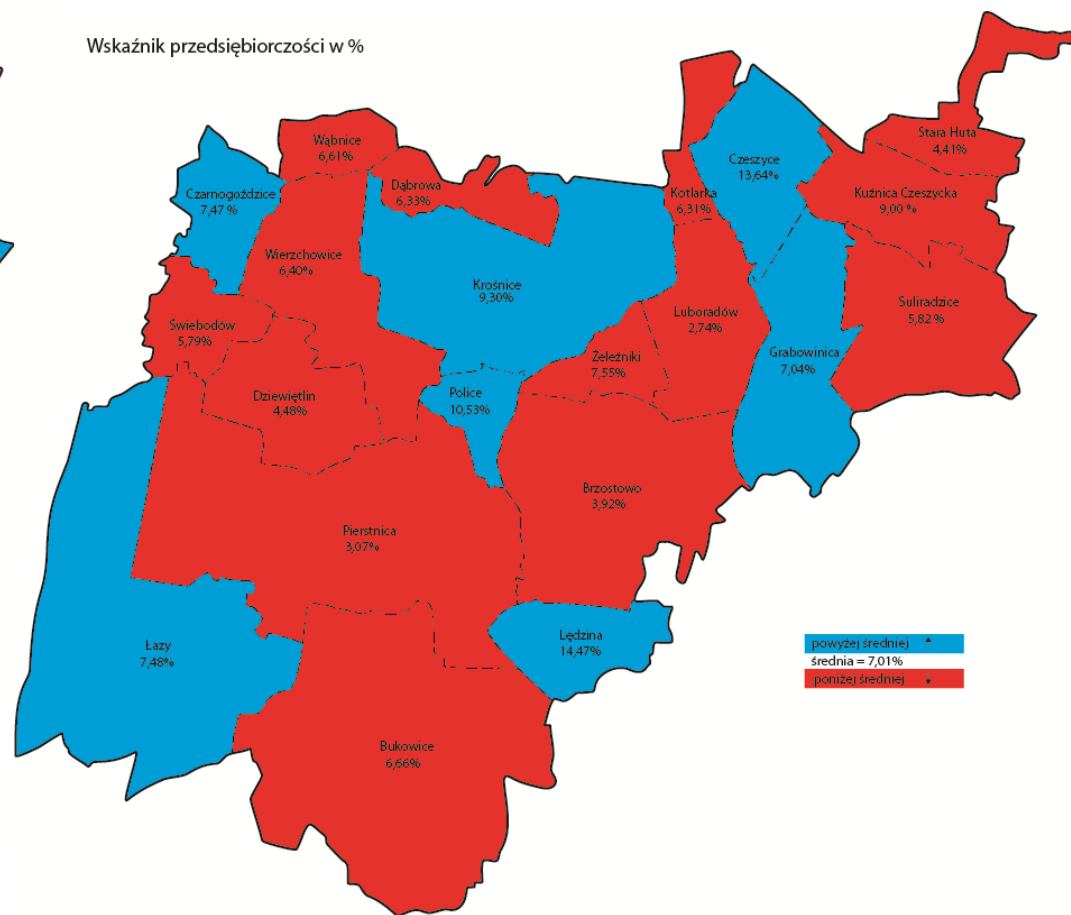 Wskaźnik przedsiębiorczości w %
Stara Huta
4,41%
Wąbnice
6,61%
Czeszyce
13,64%
Dąbrowa
6,33%
Czarnogoździce
7,47 %
Kotlarka
6,31%
Kuźnica Czeszycka
9,00 %
Wierzchowice
6,40%
Krośnice
9,30%
Suliradzice
5,82 %
Luboradów
2,74%
Świebodów
5,79%
Grabowinica
7,04%
Żeleźniki
7,55%
Dziewiętlin
4,48%
Police
10,53%
Brzostowo
3,92%
Pierstnica
3,07%
Lędzina
14,47%
Łazy
7,48%
powyżej średniej
średnia = 7,01%
poniżej średniej
Bukowice
6,66%